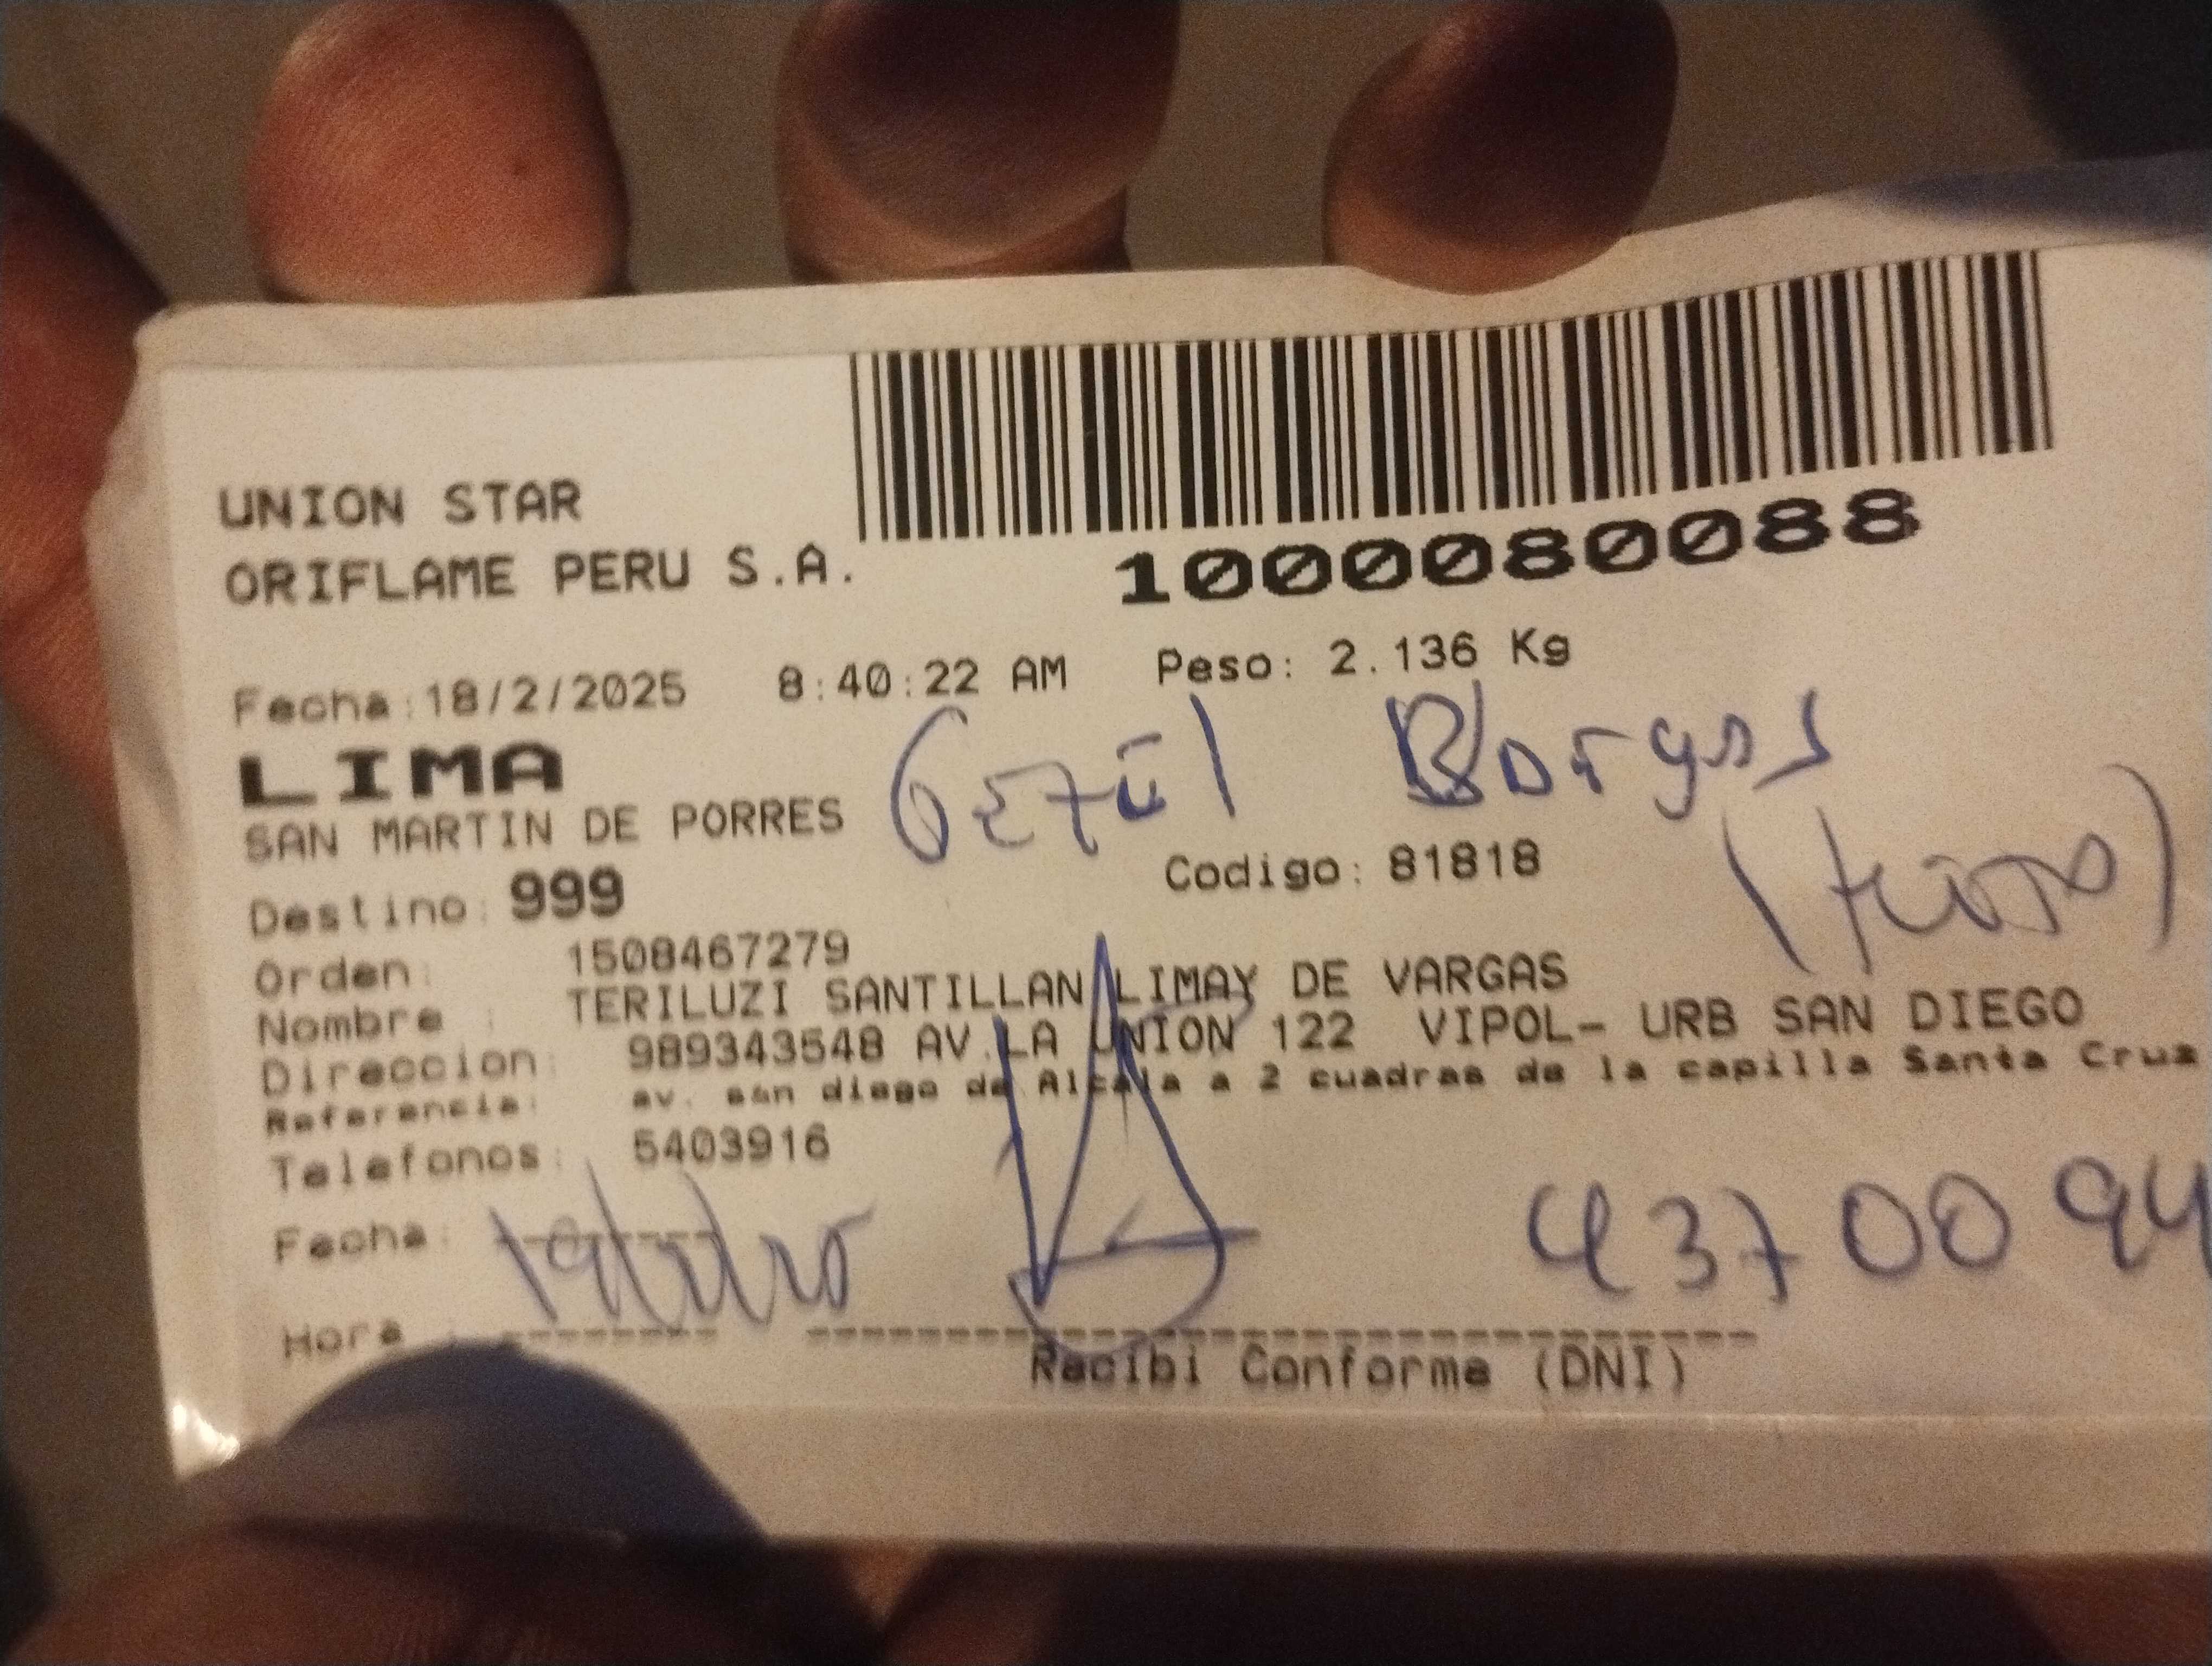 UNION STAR
ORIFLAME PERU S.A.
1000080088
Fecha:18/2/2025 8:40:22 AM Peso: 2.136 Kg
LIMA
Borgos
SAN MARTIN DE PORRES
Codigo: 81818
Destino: 999
Orden: 1508467279
Nombre : TERILUZI SANTILLAN LIMAY DE VARGAS
Direccion: 989343548 AV.LA UNION 122 VIPOL- URB SAN DIEGO
Referencia: av. san diego de Alcala a 2 cuadras de la capilla Santa Cruz
Telefonos: 5403916
Fecha:
4370094
Hora :
Recibi Conforme (DNI)